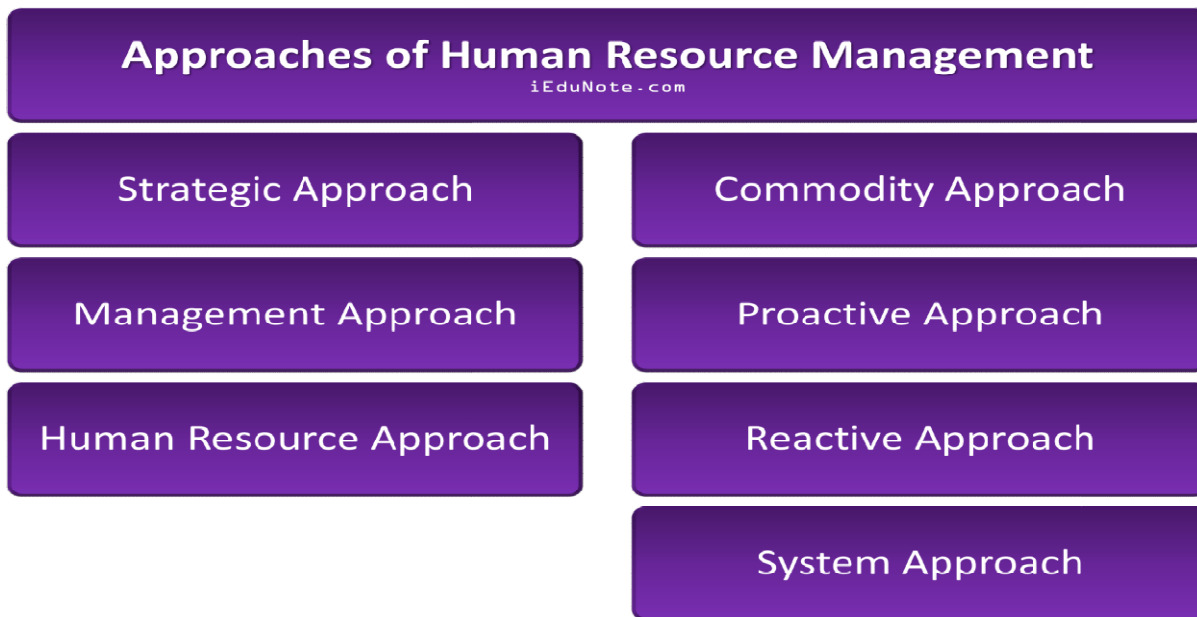 Approaches of Human Resource Management
iEduNote.com
Strategic Approach
Commodity Approach
Management Approach
Proactive Approach
Human Resource Approach
Reactive Approach
System Approach